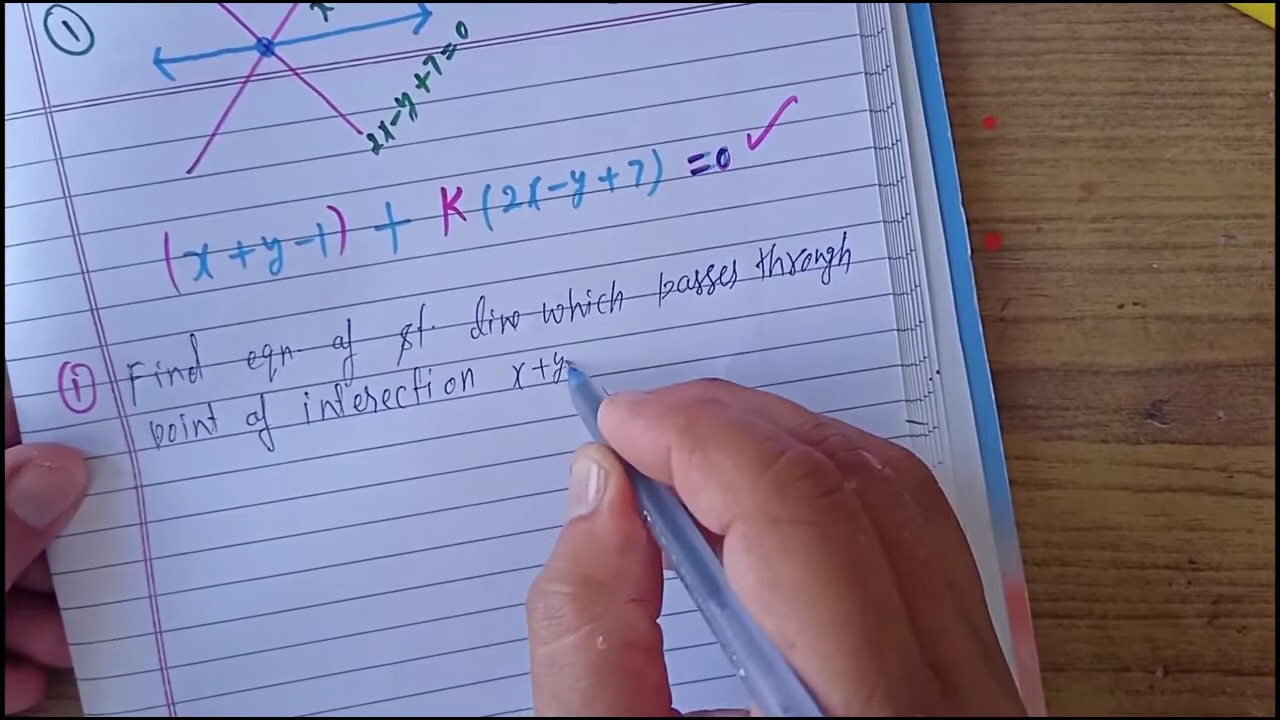 1
2x-y+7=0
(x+y-1) + K(2x-y+7) =0 ✓
i Find eqn. of st. line which passes through
point of intersection x+y